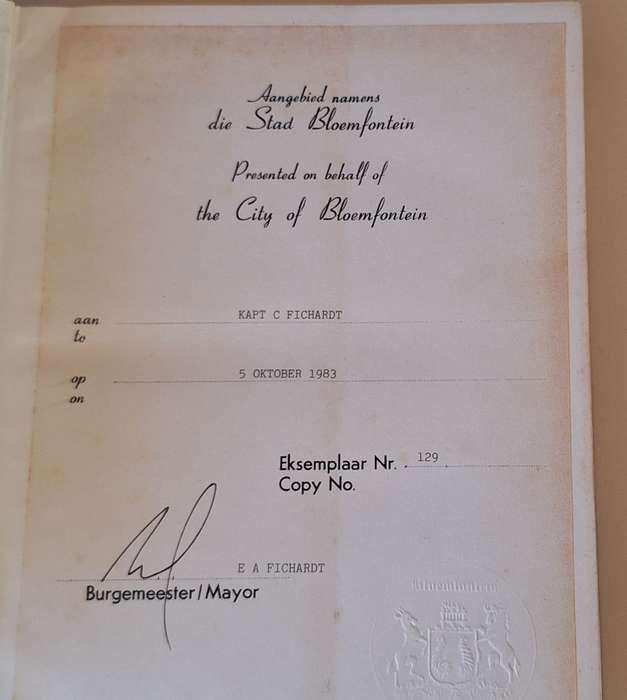 Aangebied namens
die Stad Bloemfontein
Presented on behalf of
the City of Bloemfontein
aan KAPT C FICHARDT
to
op 5 OKTOBER 1983
on
Eksemplaar Nr. 129
Copy No.
E A FICHARDT
Burgemeester/Mayor
Bloemfontein